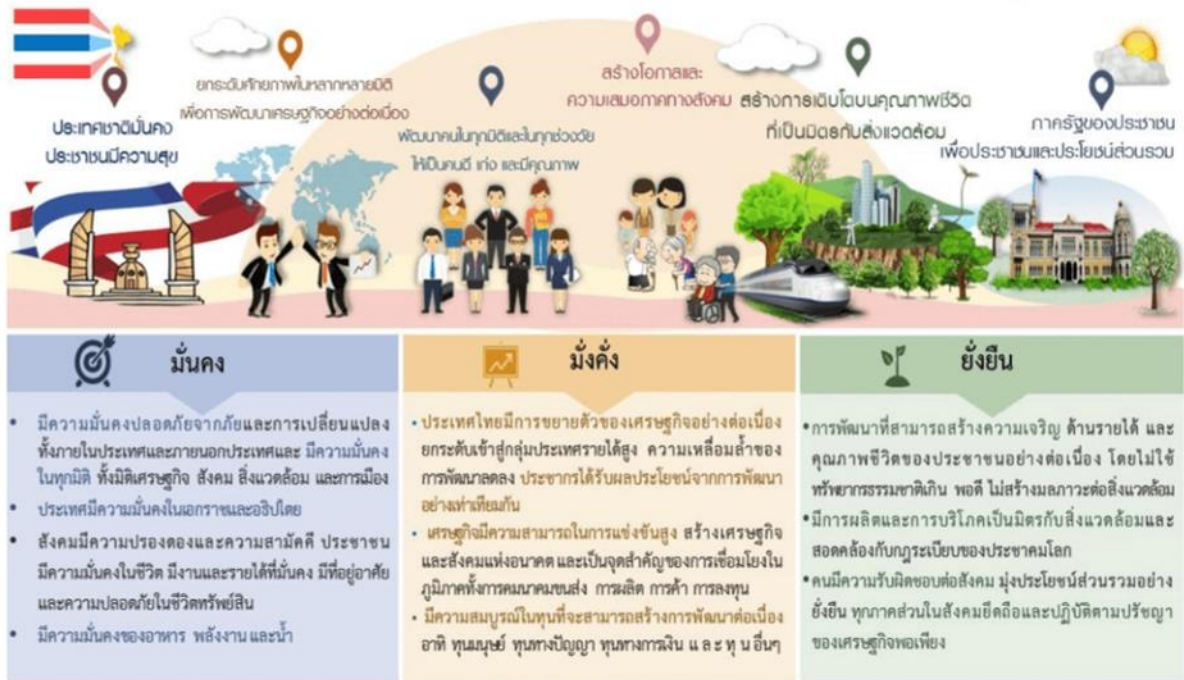 ประเทศชาติมั่นคง
ประชาชนมีความสุข
ยกระดับศักยภาพในหลากหลายมิติ
เพื่อการพัฒนาเศรษฐกิจอย่างต่อเนื่อง
พัฒนาคนในทุกมิติและในทุกช่วงวัย
ให้เป็นคนดี เก่ง และมีคุณภาพ
สร้างโอกาสและ
ความเสมอภาคทางสังคม
สร้างการเติบโตบนคุณภาพชีวิต
ที่เป็นมิตรกับสิ่งแวดล้อม
ภาครัฐของประชาชน
เพื่อประชาชนและประโยชน์ส่วนรวม
มั่นคง
• มีความมั่นคงปลอดภัยจากภัยและการเปลี่ยนแปลง
ทั้งภายในประเทศและภายนอกประเทศและ มีความมั่นคง
ในทุกมิติ ทั้งมิติเศรษฐกิจ สังคม สิ่งแวดล้อม และการเมือง
• ประเทศมีความมั่นคงในเอกราชและอธิปไตย
• สังคมมีความปรองดองและความสามัคคี ประชาชน
มีความมั่นคงในชีวิต มีงานและรายได้ที่มั่นคง มีที่อยู่อาศัย
และความปลอดภัยในชีวิตทรัพย์สิน
• มีความมั่นคงของอาหาร พลังงาน และน้ำ
มั่งคั่ง
• ประเทศไทยมีการขยายตัวของเศรษฐกิจอย่างต่อเนื่อง
ยกระดับเข้าสู่กลุ่มประเทศรายได้สูง ความเหลื่อมล้ำของ
การพัฒนาลดลง ประชากรได้รับผลประโยชน์จากการพัฒนา
อย่างเท่าเทียมกัน
• เศรษฐกิจมีความสามารถในการแข่งขันสูง สร้างเศรษฐกิจ
และสังคมแห่งอนาคต และเป็นจุดสำคัญของการเชื่อมโยงใน
ภูมิภาคทั้งการคมนาคมขนส่ง การผลิต การค้า การลงทุน
• มีความสมบูรณ์ในทุนที่จะสามารถสร้างการพัฒนาต่อเนื่อง
อาทิ ทุนมนุษย์ ทุนทางปัญญา ทุนทางการเงิน แ ล ะ ทุ น อื่นๆ
ยั่งยืน
• การพัฒนาที่สามารถสร้างความเจริญ ด้านรายได้ และ
คุณภาพชีวิตของประชาชนอย่างต่อเนื่อง โดยไม่ใช้
ทรัพยากรธรรมชาติเกิน พอดี ไม่สร้างมลภาวะต่อสิ่งแวดล้อม
• มีการผลิตและการบริโภคเป็นมิตรกับสิ่งแวดล้อมและ
สอดคล้องกับกฎระเบียบของประชาคมโลก
• คนมีความรับผิดชอบต่อสังคม มุ่งประโยชน์ส่วนรวมอย่าง
ยั่งยืน ทุกภาคส่วนในสังคมยึดถือและปฏิบัติตามปรัชญา
ของเศรษฐกิจพอเพียง